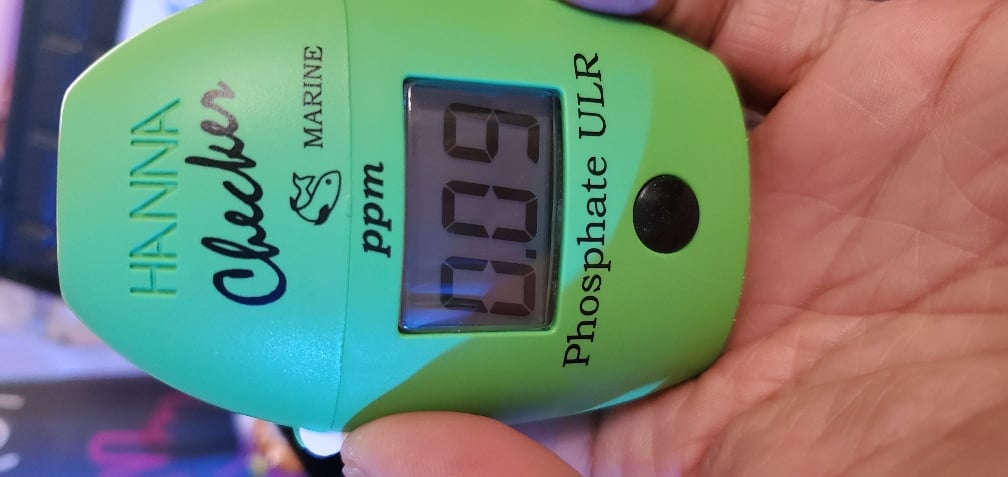 HANNA
Checker
MARINE
ppm
0.09
Phosphate ULR